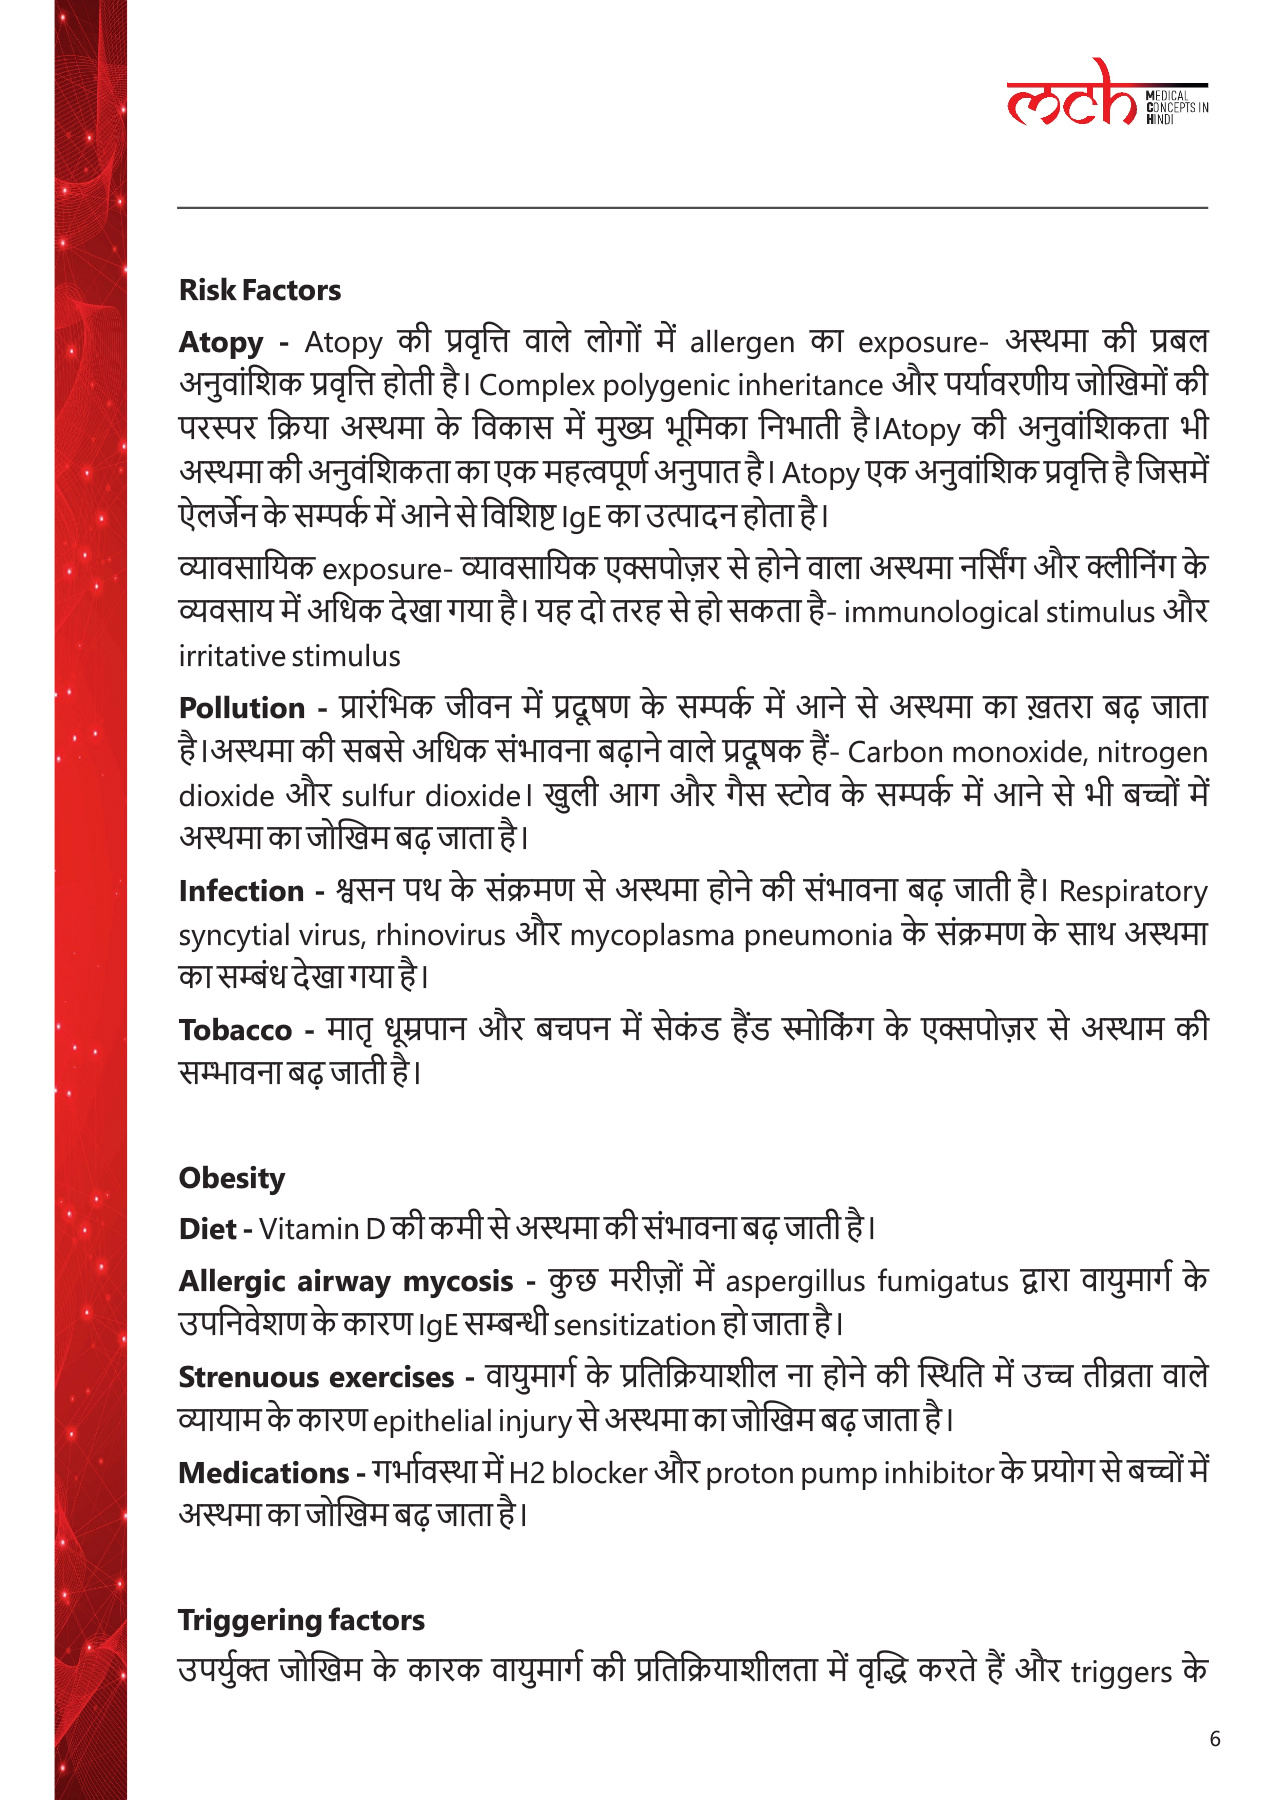 mch MEDICAL
CONCEPTS IN
HINDI
Risk Factors
Atopy - Atopy की प्रवृत्ति वाले लोगों में allergen का exposure- अस्थमा की प्रबल
अनुवांशिक प्रवृत्ति होती है। Complex polygenic inheritance और पर्यावरणीय जोखिमों की
परस्पर क्रिया अस्थमा के विकास में मुख्य भूमिका निभाती है।Atopy की अनुवांशिकता भी
अस्थमा की अनुवंशिकता का एक महत्वपूर्ण अनुपात है। Atopy एक अनुवांशिक प्रवृत्ति है जिसमें
ऐलर्जेन के सम्पर्क में आने से विशिष्ट IgE का उत्पादन होता है।
व्यावसायिक exposure- व्यावसायिक एक्सपोज़र से होने वाला अस्थमा नर्सिंग और क्लीनिंग के
व्यवसाय में अधिक देखा गया है। यह दो तरह से हो सकता है- immunological stimulus और
irritative stimulus
Pollution - प्रारंभिक जीवन में प्रदूषण के सम्पर्क में आने से अस्थमा का ख़तरा बढ़ जाता
है।अस्थमा की सबसे अधिक संभावना बढ़ाने वाले प्रदूषक हैं- Carbon monoxide, nitrogen
dioxide और sulfur dioxide। खुली आग और गैस स्टोव के सम्पर्क में आने से भी बच्चों में
अस्थमा का जोखिम बढ़ जाता है।
Infection - श्वसन पथ के संक्रमण से अस्थमा होने की संभावना बढ़ जाती है। Respiratory
syncytial virus, rhinovirus और mycoplasma pneumonia के संक्रमण के साथ अस्थमा
का सम्बंध देखा गया है।
Tobacco - मातृ धूम्रपान और बचपन में सेकंड हैंड स्मोकिंग के एक्सपोज़र से अस्थाम की
सम्भावना बढ़ जाती है।
Obesity
Diet - Vitamin D की कमी से अस्थमा की संभावना बढ़ जाती है।
Allergic airway mycosis - कुछ मरीज़ों में aspergillus fumigatus द्वारा वायुमार्ग के
उपनिवेशण के कारण IgE सम्बन्धी sensitization हो जाता है।
Strenuous exercises - वायुमार्ग के प्रतिक्रियाशील ना होने की स्थिति में उच्च तीव्रता वाले
व्यायाम के कारण epithelial injury से अस्थमा का जोखिम बढ़ जाता है।
Medications - गर्भावस्था में H2 blocker और proton pump inhibitor के प्रयोग से बच्चों में
अस्थमा का जोखिम बढ़ जाता है।
Triggering factors
उपर्युक्त जोखिम के कारक वायुमार्ग की प्रतिक्रियाशीलता में वृद्धि करते हैं और triggers के
6